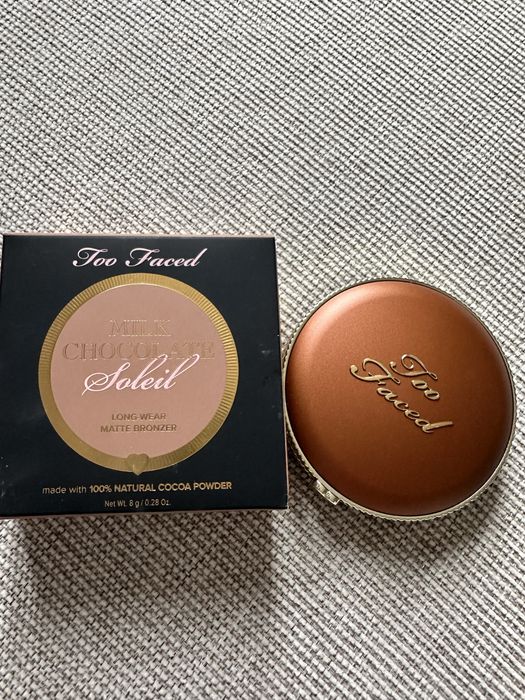 Too Faced
MILK
CHOCOLATE
Soleil
LONG-WEAR
MATTE BRONZER
made with 100% NATURAL COCOA POWDER
Net Wt. 8 g / 0.28 Oz.
Too
Faced